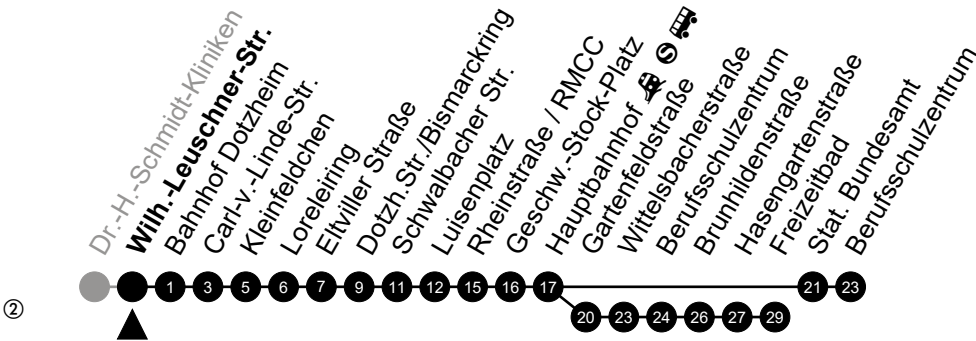 Dr.-H.-Schmidt-Kliniken
Wilh.-Leuschner-Str.
Bahnhof Dotzheim
Carl-v.-Linde-Str.
Kleinfeldchen
Loreleiring
Eltviller Straße
Dotzh.Str./Bismarckring
Schwalbacher Str.
Luisenplatz
Rheinstraße / RMCC
Geschw.-Stock-Platz
Hauptbahnhof
Gartenfeldstraße
Wittelsbacherstraße
Berufsschulzentrum
Brunhildenstraße
Hasengartenstraße
Freizeitbad
Stat. Bundesamt
Berufsschulzentrum
1 3 5 6 7 9 11 12 15 16 17 21 23
② 20 23 24 26 27 29